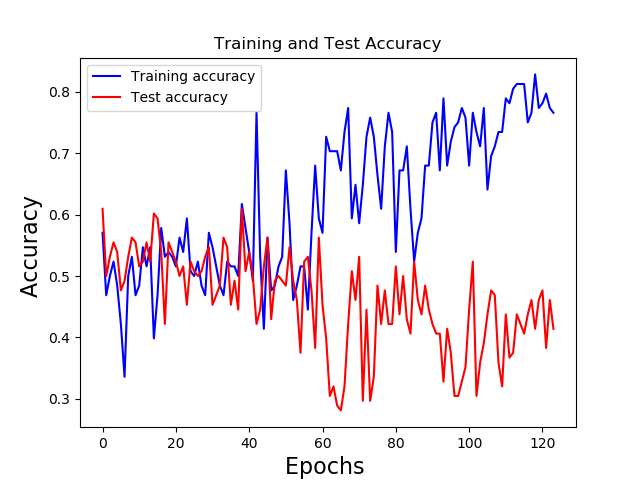 Training and Test Accuracy
Training accuracy
Test accuracy
Accuracy
0.8
0.7
0.6
0.5
0.4
0.3
0 20 40 60 80 100 120
Epochs